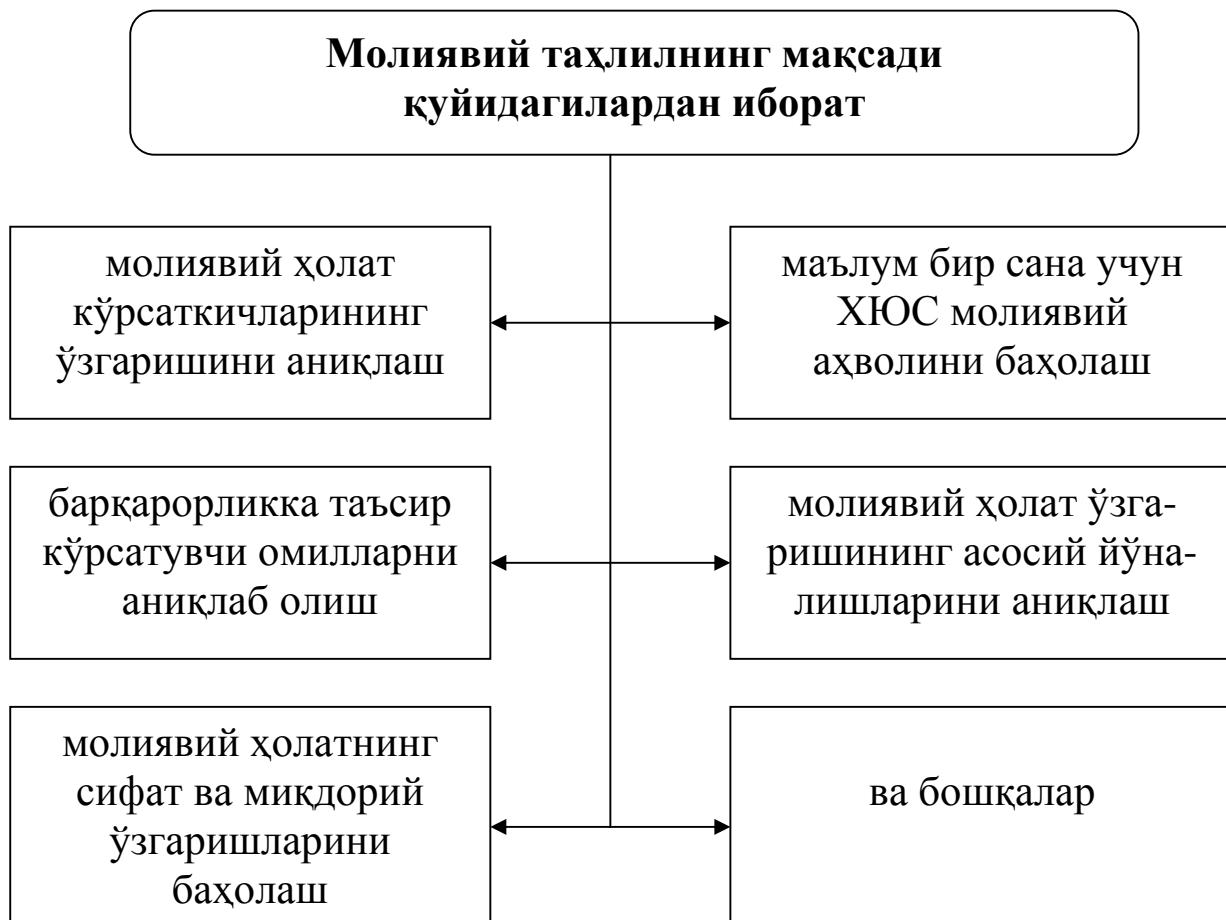 Молиявий таҳлилнинг мақсади
қуйидагилардан иборат
молиявий ҳолат
кўрсаткичларининг
ўзгаришини аниқлаш
маълум бир сана учун
ХЮС молиявий
аҳволини баҳолаш
барқарорликка таъсир
кўрсатувчи омилларни
аниқлаб олиш
молиявий ҳолат ўзга-
ришининг асосий йўна-
лишларини аниқлаш
молиявий ҳолатнинг
сифат ва миқдорий
ўзгаришларини
баҳолаш
ва бошқалар